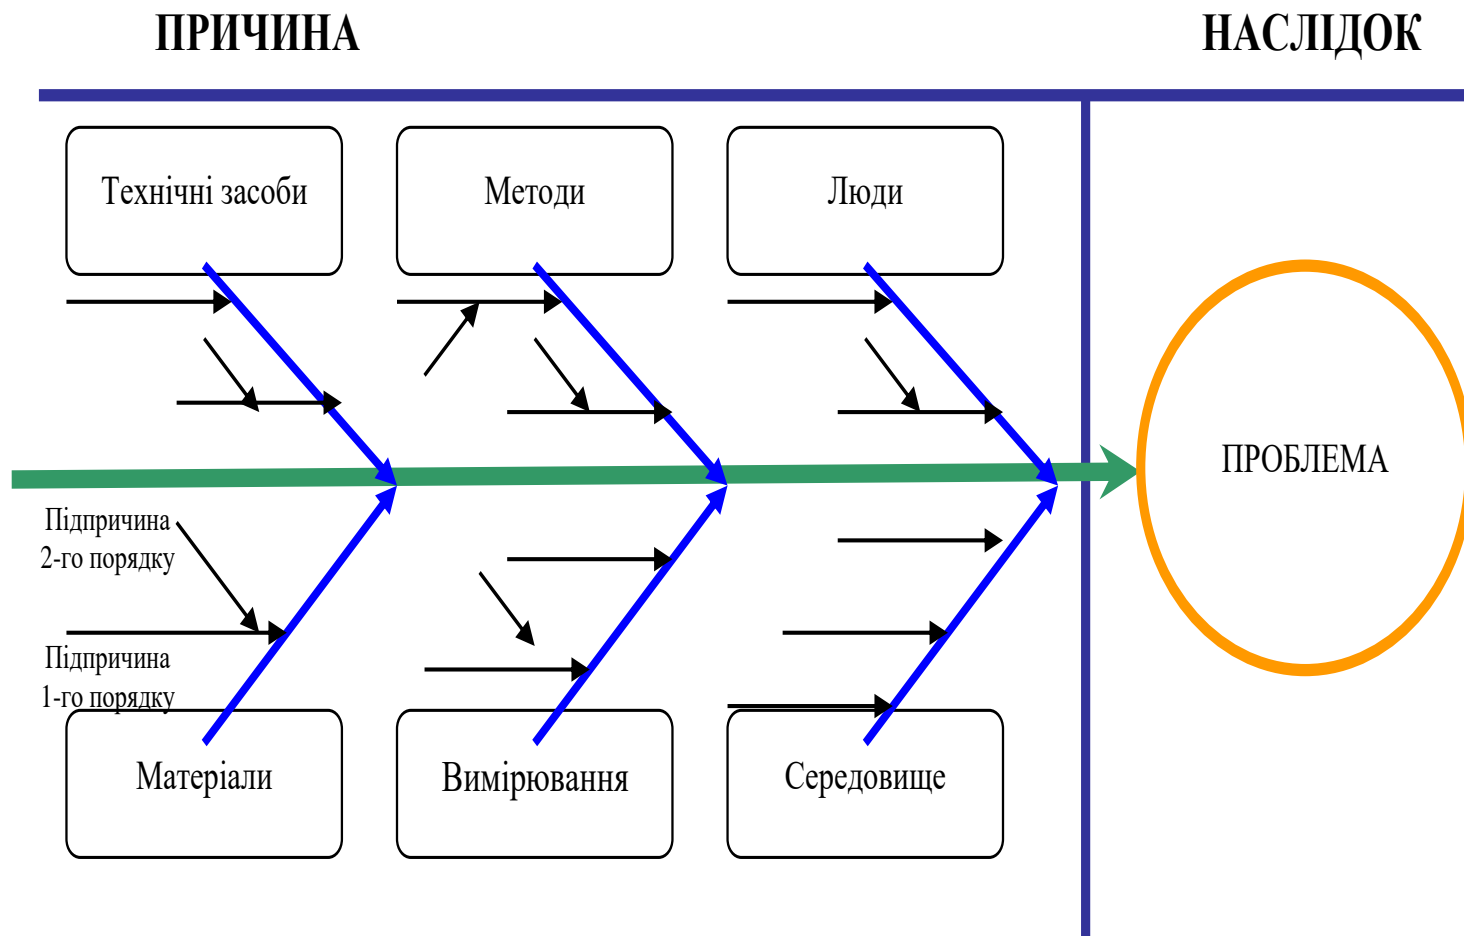 ПРИЧИНА
НАСЛІДОК
Технічні засоби
Методи
Люди
ПРОБЛЕМА
Підпричина
2-го порядку
Підпричина
1-го порядку
Матеріали
Вимірювання
Середовище